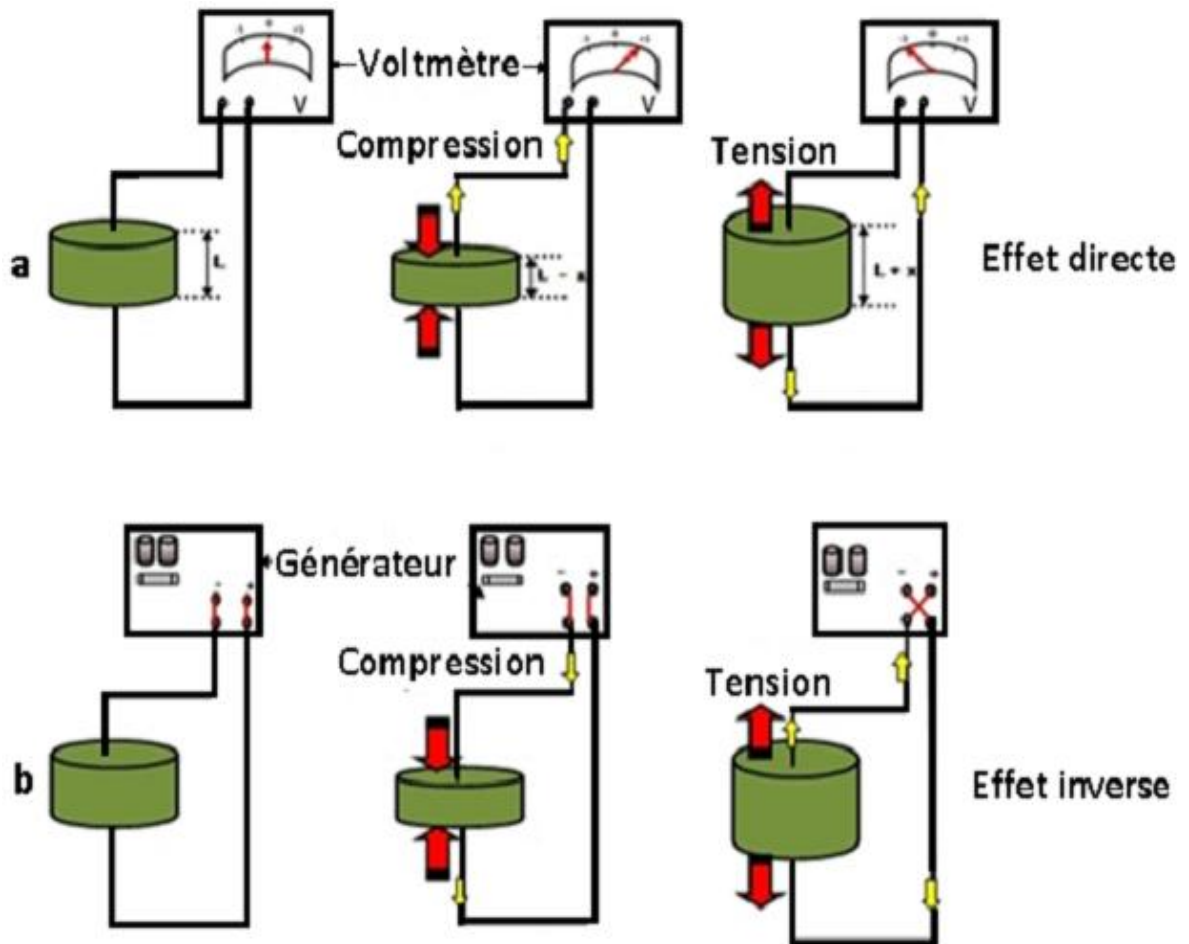 Voltmètre
V
V
V
Compression
Tension
a
L
L - x
L + x
Effet directe
Générateur
- +
- +
- +
Compression
Tension
b
Effet inverse